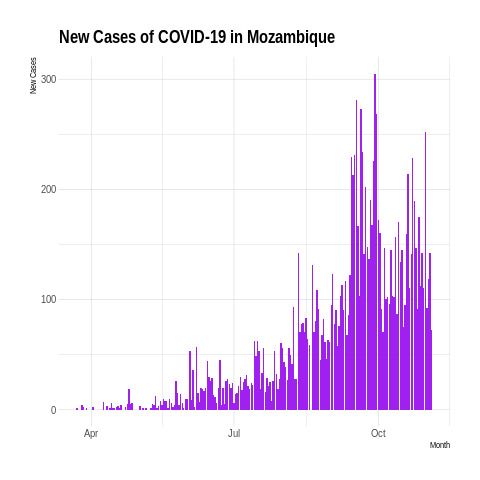 New Cases of COVID-19 in Mozambique
New Cases
300
200
100
0
Apr
Jul
Oct
Month